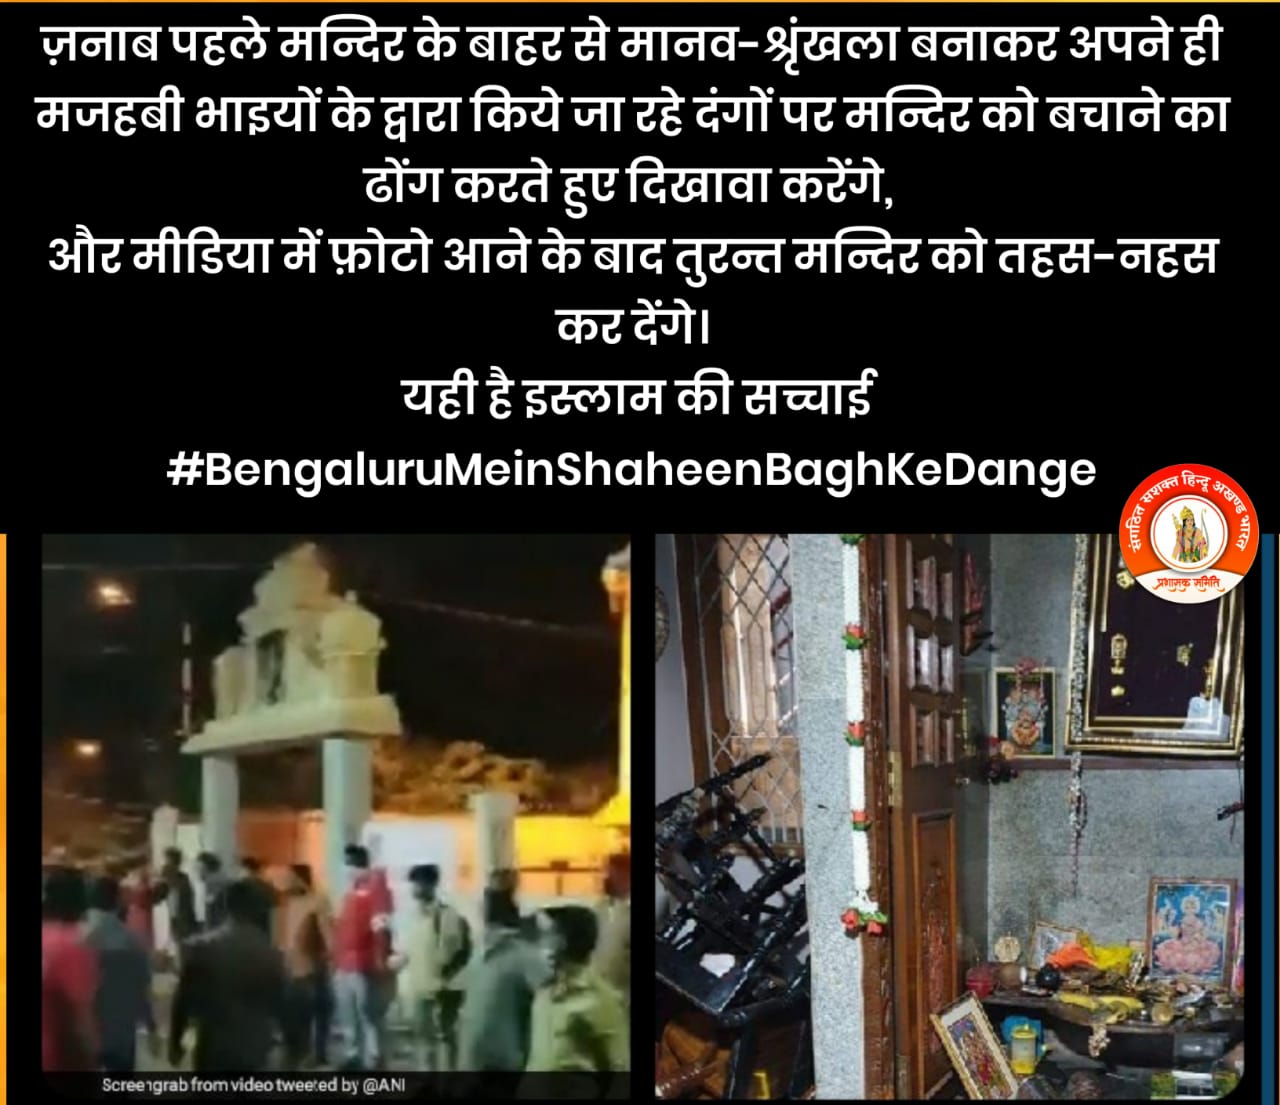 ज़नाब पहले मन्दिर के बाहर से मानव-श्रृंखला बनाकर अपने ही
मजहबी भाइयों के द्वारा किये जा रहे दंगों पर मन्दिर को बचाने का
ढोंग करते हुए दिखावा करेंगे,
और मीडिया में फ़ोटो आने के बाद तुरन्त मन्दिर को तहस-नहस
कर देंगे।
यही है इस्लाम की सच्चाई
#BengaluruMeinShaheenBaghKeDange
संगठित सशक्त हिन्दू अखण्ड भारत
प्रशासक समिति
Screengrab from video tweeted by @ANI